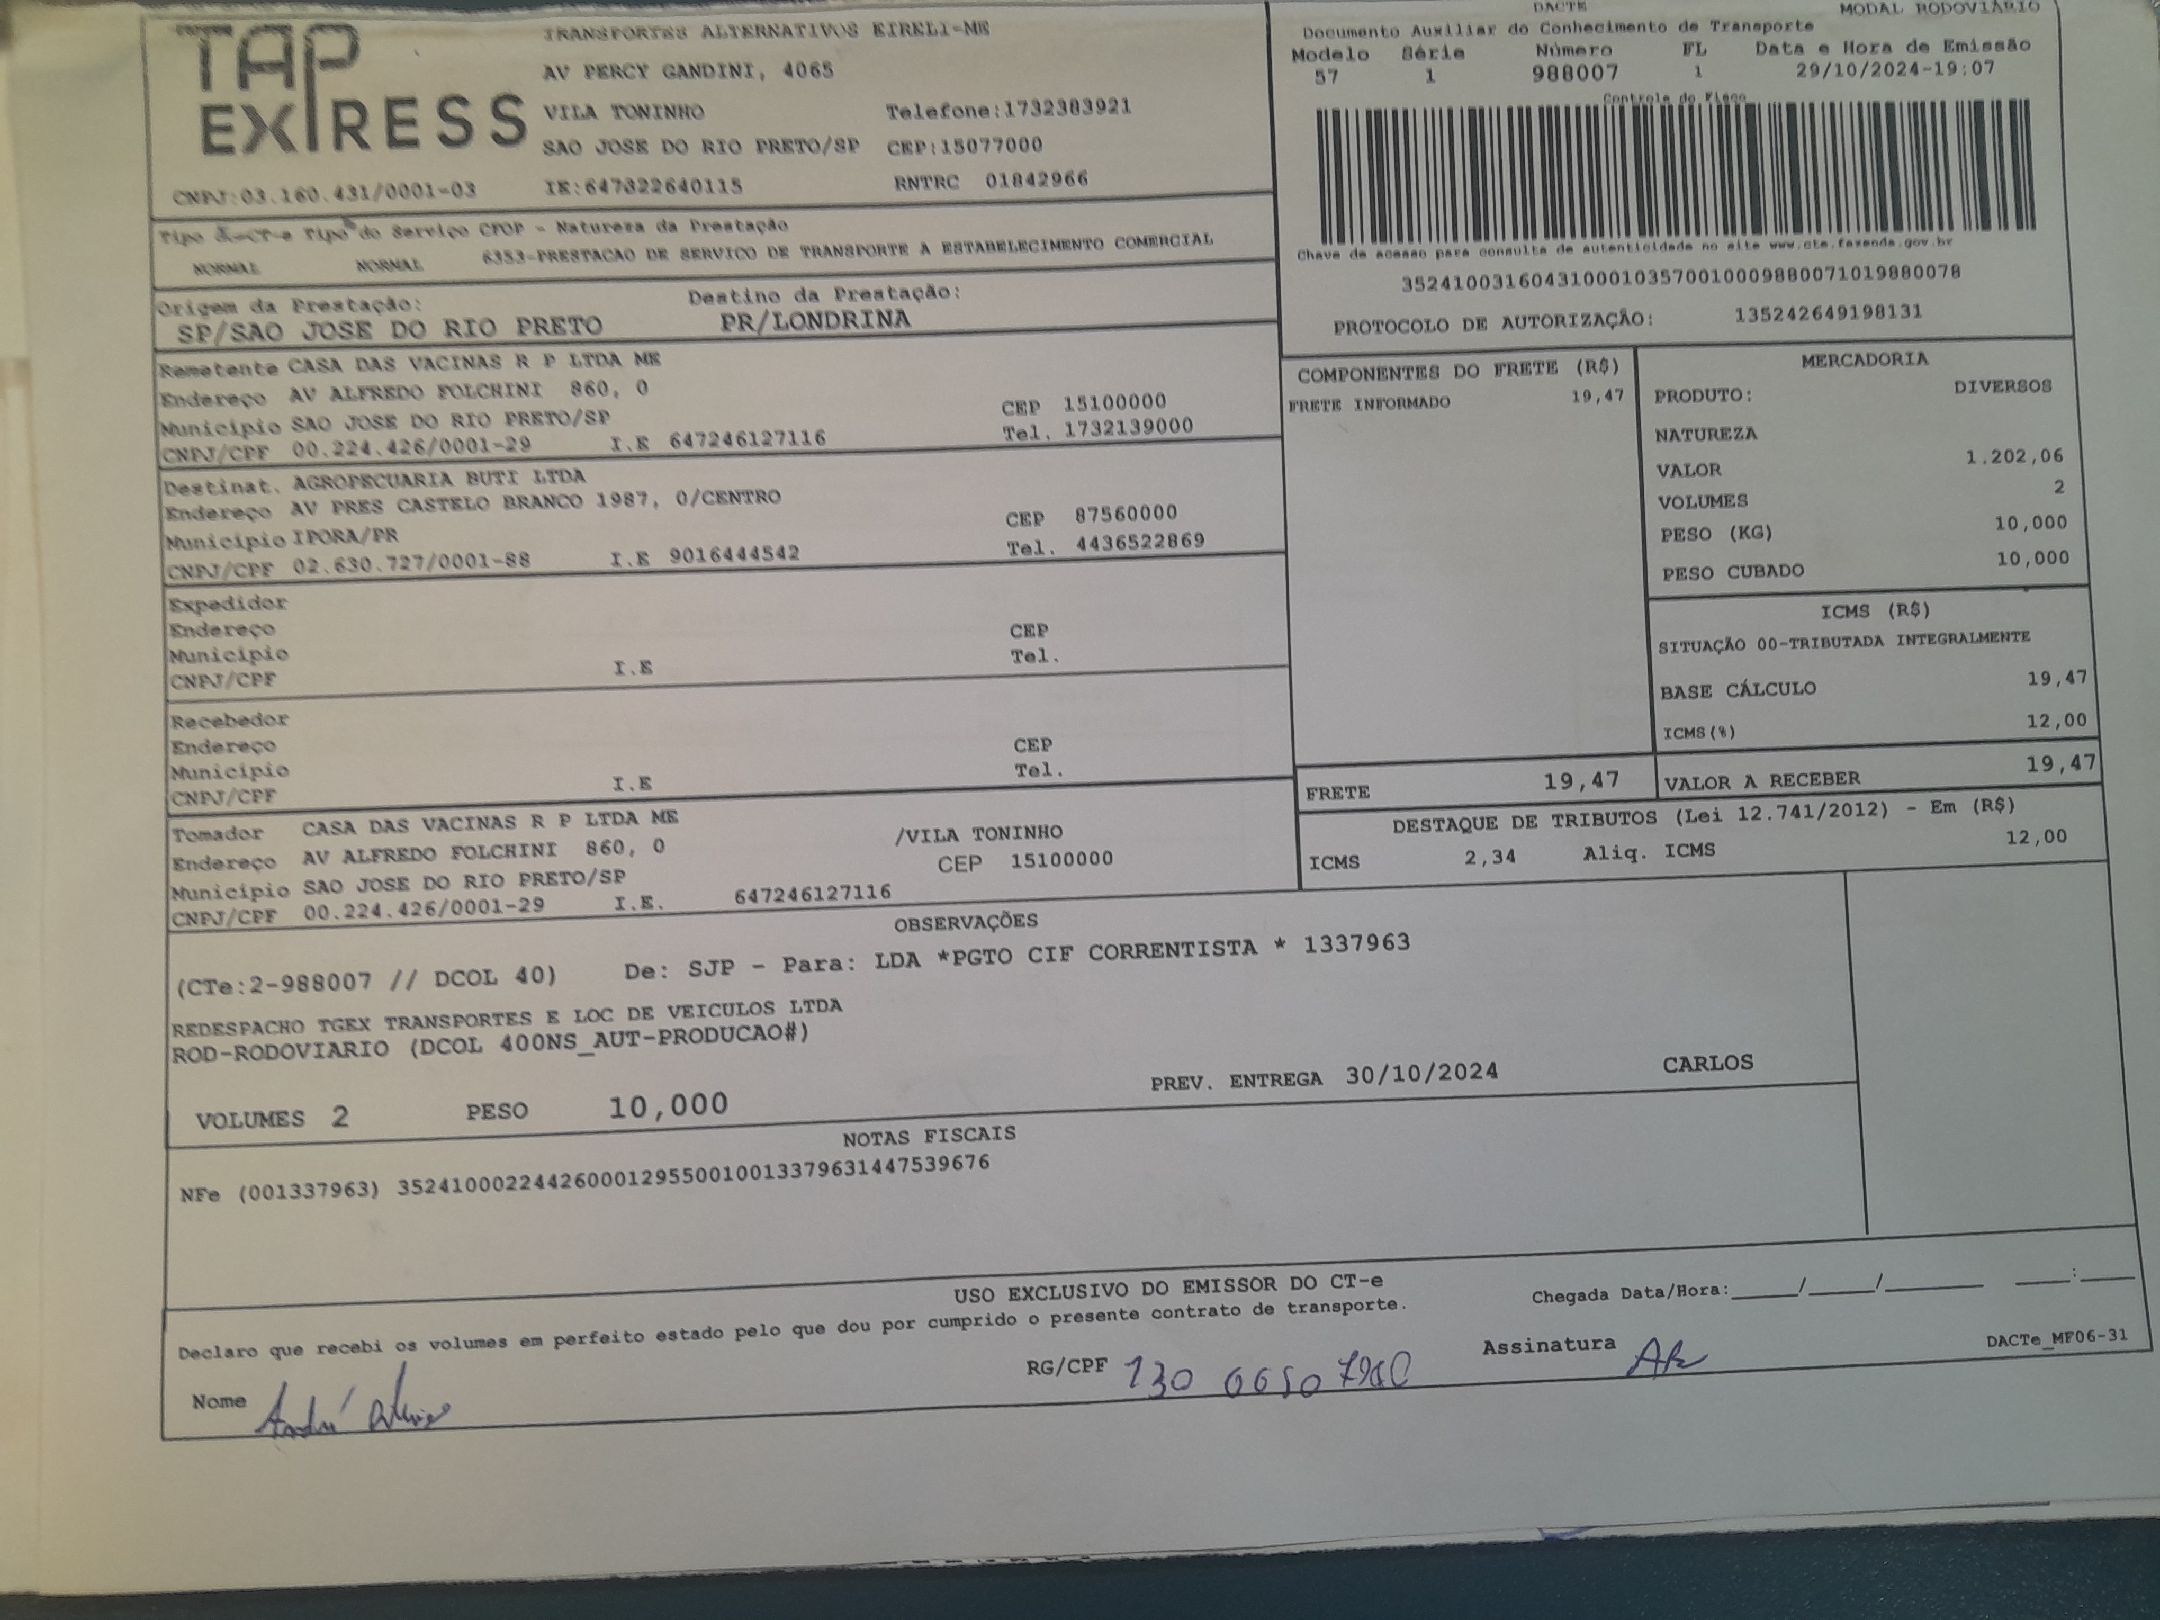 TAP
EXPRESS
TRANSPORTES ALTERNATIVOS EIRELI-ME
AV PERCY GANDINI, 4065
VILA TONINHO Telefone:1732383921
SAO JOSE DO RIO PRETO/SP CEP:15077000
CNPJ:03.160.431/0001-03 IE:647322640115 RNTRC 01842966
DACTE MODAL RODOVIÁRIO
Documento Auxiliar do Conhecimento de Transporte
Modelo Série Número FL Data e Hora de Emissão
57 1 988007 1 29/10/2024-19:07
Controle do Fisco
Chave de acesso para consulta de autenticidade no site www.cte.fazenda.gov.br
35241003160431000103570010009880071019880078
PROTOCOLO DE AUTORIZAÇÃO: 135242649198131
Tipo CT-e Tipo do Serviço CFOP - Natureza da Prestação
NORMAL NORMAL 6353-PRESTACAO DE SERVICO DE TRANSPORTE A ESTABELECIMENTO COMERCIAL
Origem da Prestação: Destino da Prestação:
SP/SAO JOSE DO RIO PRETO PR/LONDRINA
Remetente CASA DAS VACINAS R P LTDA ME
Endereço AV ALFREDO FOLCHINI 860, 0
Município SAO JOSE DO RIO PRETO/SP CEP 15100000
CNPJ/CPF 00.224.426/0001-29 I.E 647246127116 Tel. 1732139000
Destinat. AGROPECUARIA BUTI LTDA
Endereço AV PRES CASTELO BRANCO 1987, 0/CENTRO
Município IPORA/PR CEP 87560000
CNPJ/CPF 02.630.727/0001-88 I.E 9016444542 Tel. 4436522869
Expedidor
Endereço CEP
Município Tel.
CNPJ/CPF I.E
Recebedor
Endereço CEP
Município Tel.
CNPJ/CPF I.E
Tomador CASA DAS VACINAS R P LTDA ME
Endereço AV ALFREDO FOLCHINI 860, 0 /VILA TONINHO
Município SAO JOSE DO RIO PRETO/SP CEP 15100000
CNPJ/CPF 00.224.426/0001-29 I.E. 647246127116
COMPONENTES DO FRETE (R$)
FRETE INFORMADO 19,47
MERCADORIA
PRODUTO: DIVERSOS
NATUREZA
VALOR 1.202,06
VOLUMES 2
PESO (KG) 10,000
PESO CUBADO 10,000
ICMS (R$)
SITUAÇÃO 00-TRIBUTADA INTEGRALMENTE
BASE CÁLCULO 19,47
ICMS(%) 12,00
FRETE 19,47 VALOR A RECEBER 19,47
DESTAQUE DE TRIBUTOS (Lei 12.741/2012) - Em (R$)
ICMS 2,34 Aliq. ICMS 12,00
OBSERVAÇÕES
(CTe:2-988007 // DCOL 40) De: SJP - Para: LDA *PGTO CIF CORRENTISTA * 1337963
REDESPACHO TGEX TRANSPORTES E LOC DE VEICULOS LTDA
ROD-RODOVIARIO (DCOL 400NS_AUT-PRODUCAO#)
VOLUMES 2 PESO 10,000 PREV. ENTREGA 30/10/2024 CARLOS
NOTAS FISCAIS
NFe (001337963) 35241000224426000129550010013379631447539676
USO EXCLUSIVO DO EMISSOR DO CT-e
Declaro que recebi os volumes em perfeito estado pelo que dou por cumprido o presente contrato de transporte.
Chegada Data/Hora:_____/_____/_______ ____:____
Nome André RG/CPF 130 Assinatura
DACTe_MF06-31